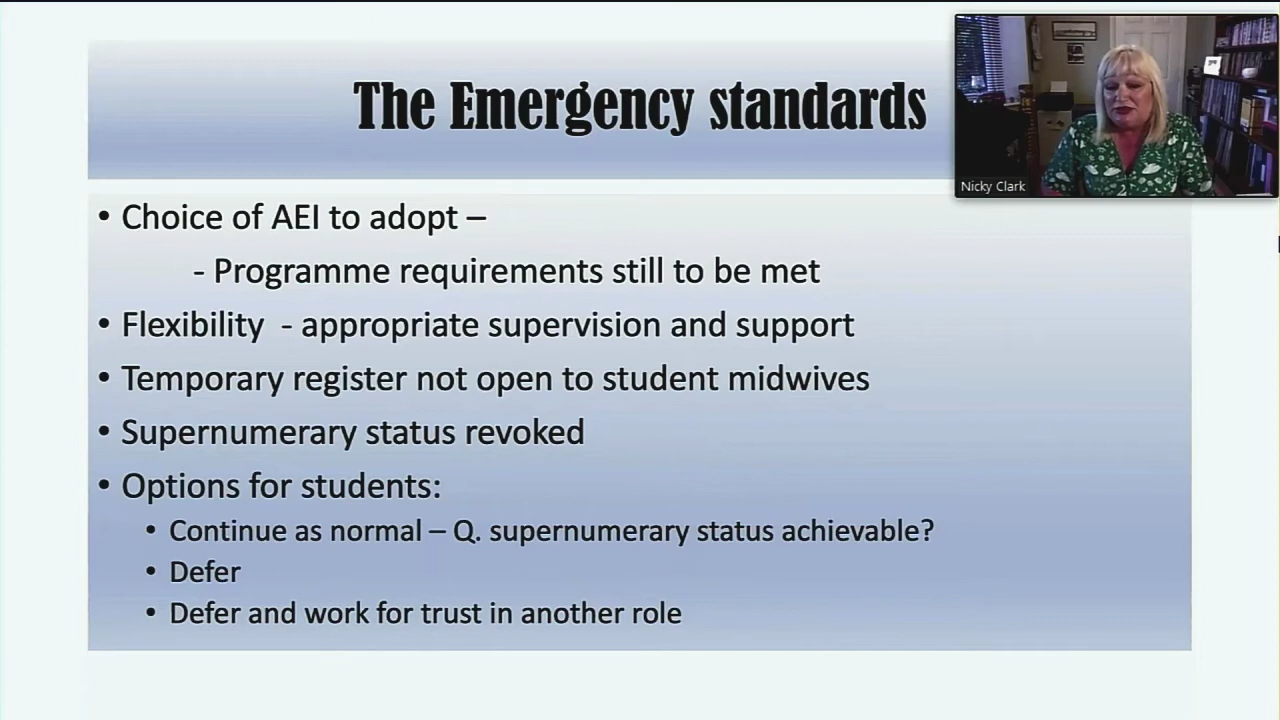 The Emergency standards
Nicky Clark
• Choice of AEI to adopt –
- Programme requirements still to be met
• Flexibility - appropriate supervision and support
• Temporary register not open to student midwives
• Supernumerary status revoked
• Options for students:
• Continue as normal – Q. supernumerary status achievable?
• Defer
• Defer and work for trust in another role